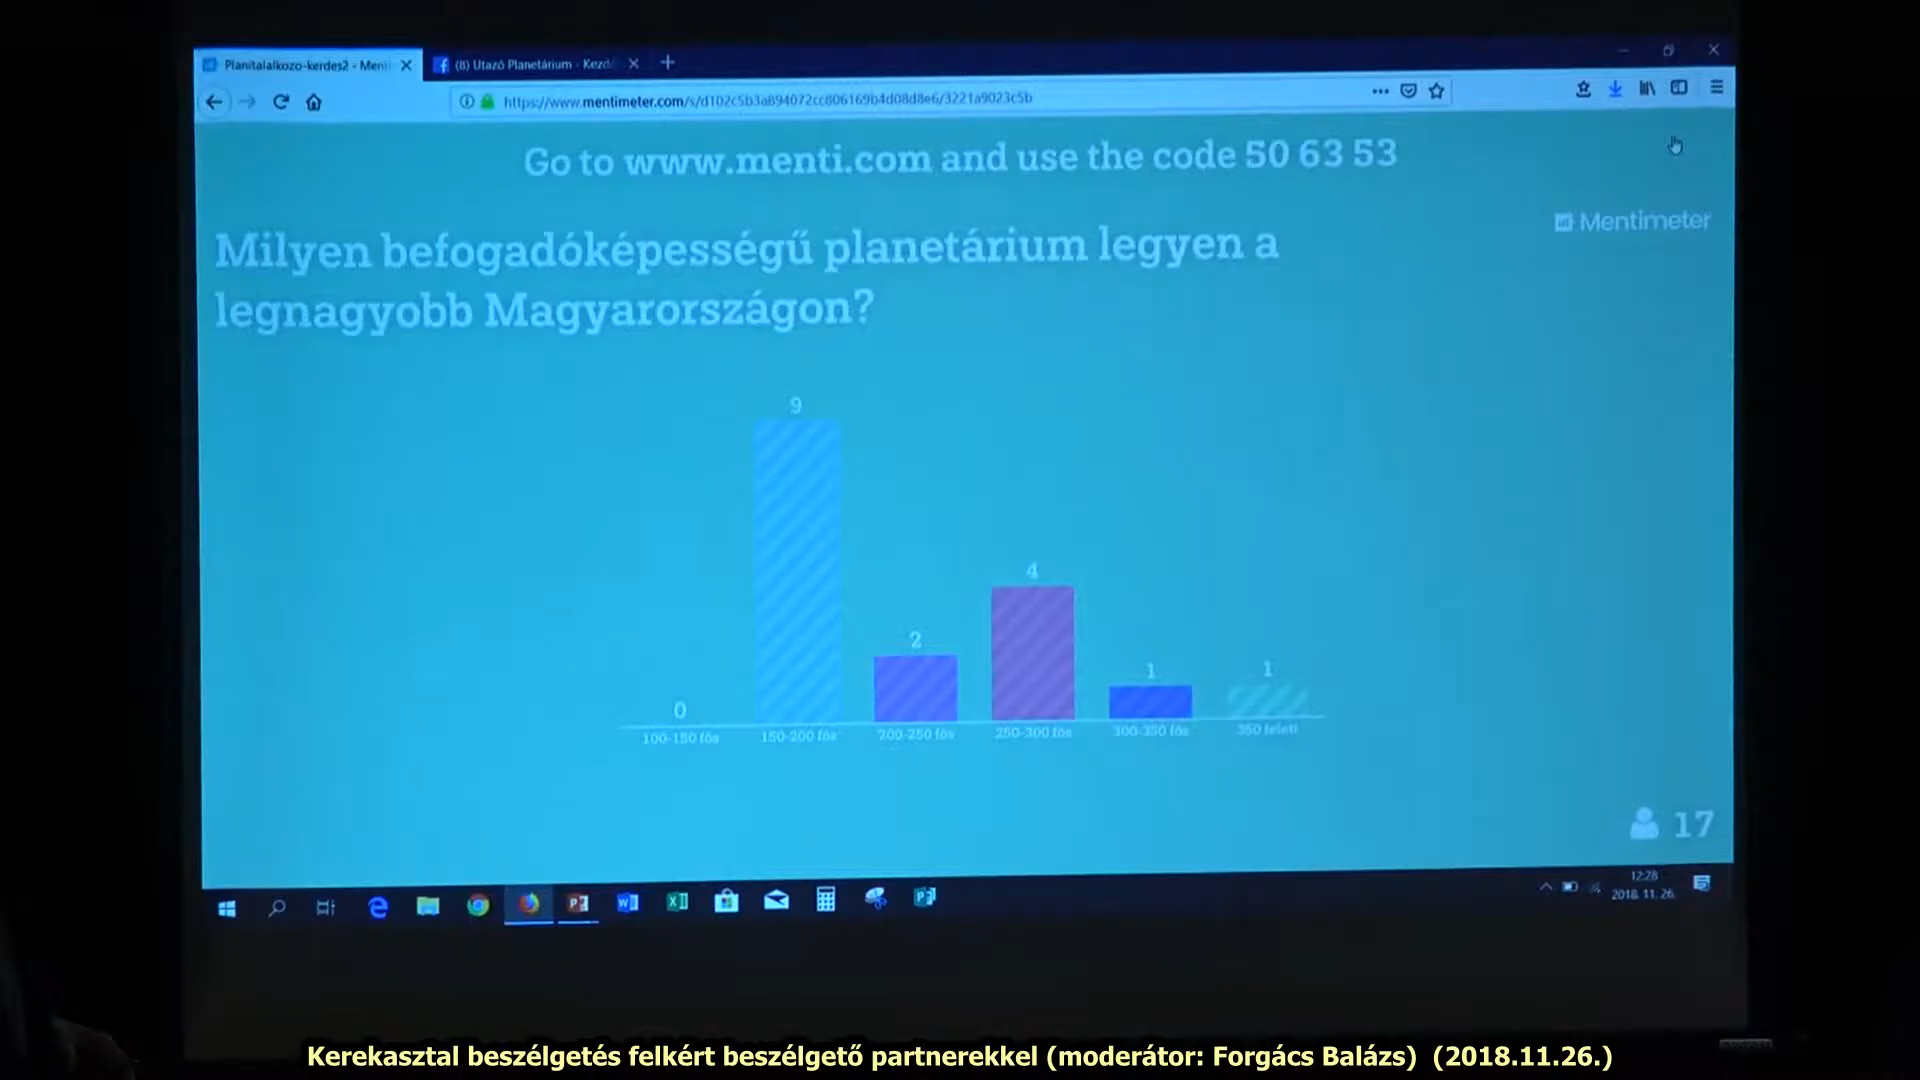 Planitalalkozo-kerdes2 - Menti
(8) Utazó Planetárium - Kezdő
https://www.mentimeter.com/s/d102c5b3a894072cc806169b4d08d8e6/3221a9023c5b
Go to www.menti.com and use the code 50 63 53
Mentimeter
Milyen befogadóképességű planetárium legyen a
legnagyobb Magyarországon?
0
9
2
4
1
1
100-150 fős
150-200 fős
200-250 fős
250-300 fős
300-350 fős
350 felett
17
12:28
2018. 11. 26.
Kerekasztal beszélgetés felkért beszélgető partnerekkel (moderátor: Forgács Balázs) (2018.11.26.)